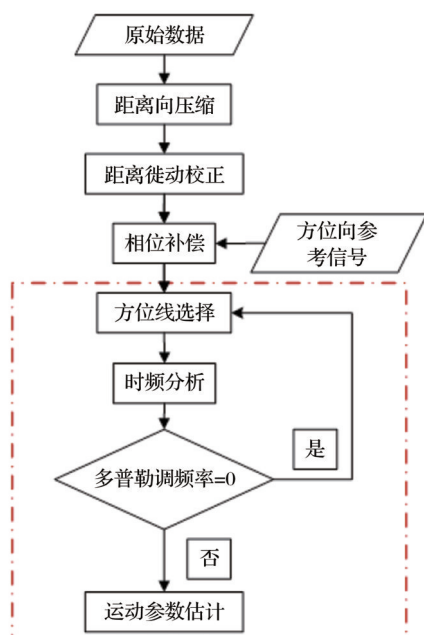 原始数据
距离向压缩
距离徙动校正
相位补偿
方位向参
考信号
方位线选择
时频分析
多普勒调频率=0
是
否
运动参数估计